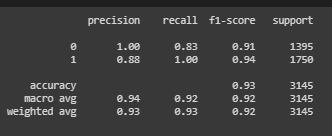 precision recall f1-score support
0 1.00 0.83 0.91 1395
1 0.88 1.00 0.94 1750
accuracy 0.93 3145
macro avg 0.94 0.92 0.92 3145
weighted avg 0.93 0.93 0.92 3145